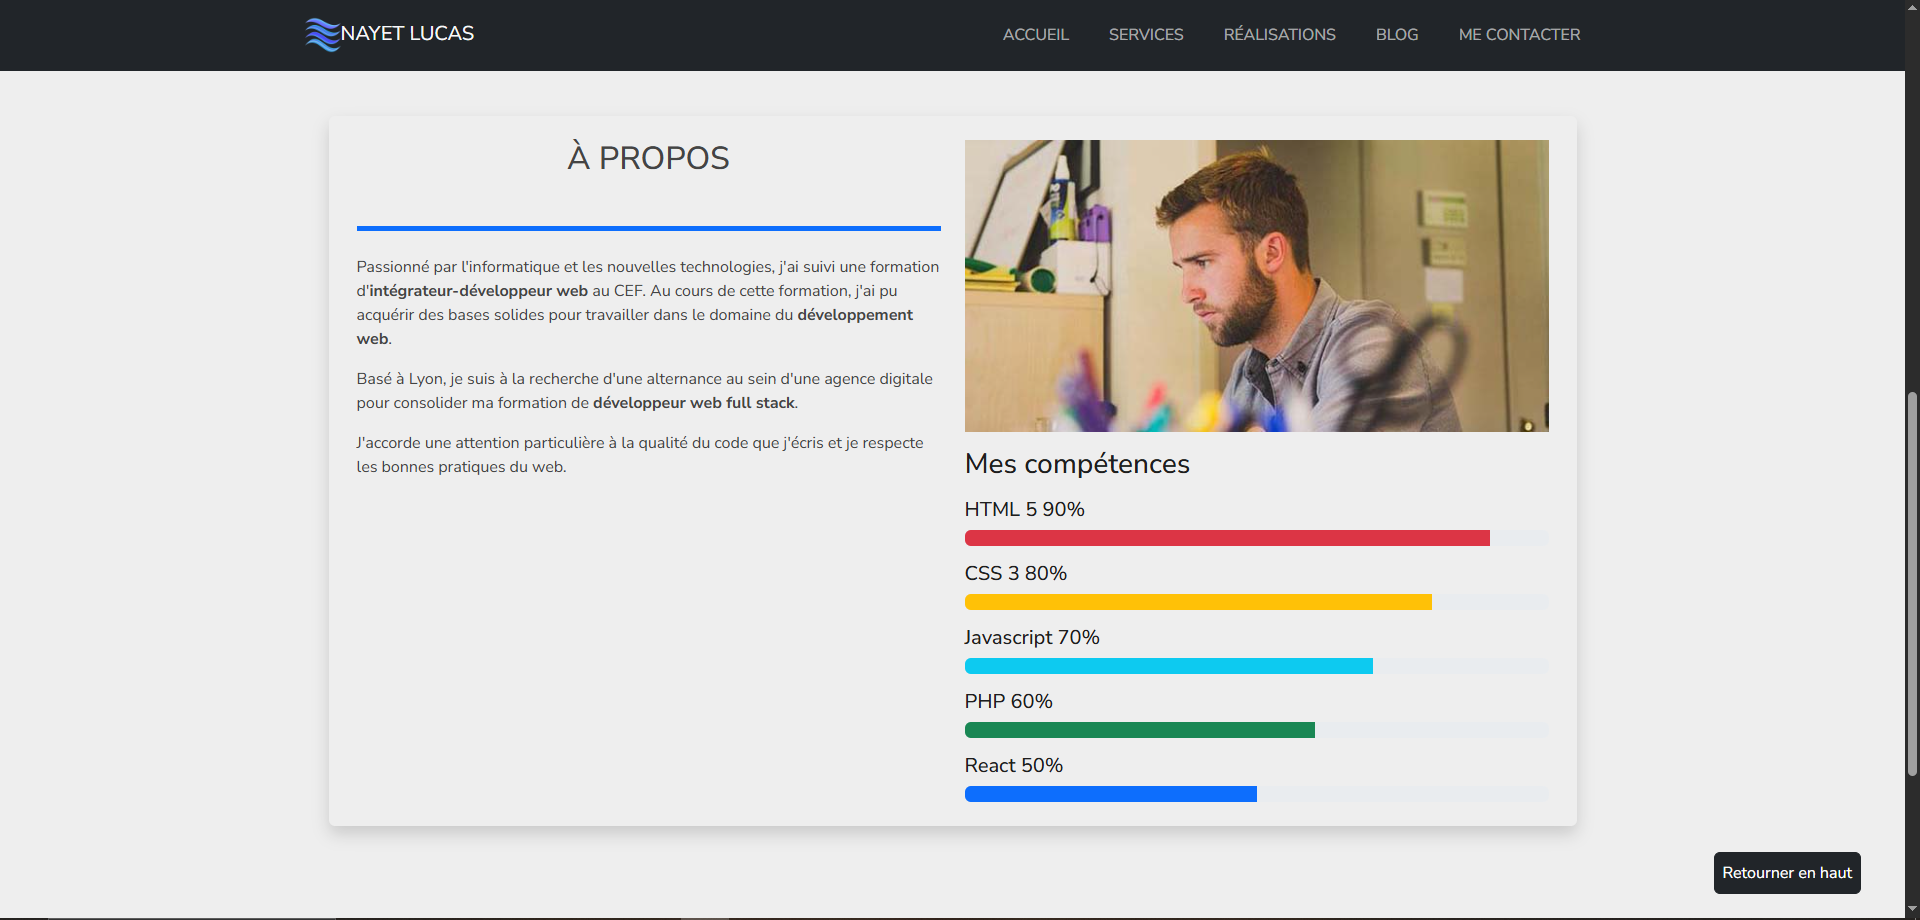 NAYET LUCAS
ACCUEIL
SERVICES
RÉALISATIONS
BLOG
ME CONTACTER
À PROPOS
Passionné par l'informatique et les nouvelles technologies, j'ai suivi une formation
d'intégrateur-développeur web au CEF. Au cours de cette formation, j'ai pu
acquérir des bases solides pour travailler dans le domaine du développement
web.
Basé à Lyon, je suis à la recherche d'une alternance au sein d'une agence digitale
pour consolider ma formation de développeur web full stack.
J'accorde une attention particulière à la qualité du code que j'écris et je respecte
les bonnes pratiques du web.
Mes compétences
HTML 5 90%
CSS 3 80%
Javascript 70%
PHP 60%
React 50%
Retourner en haut